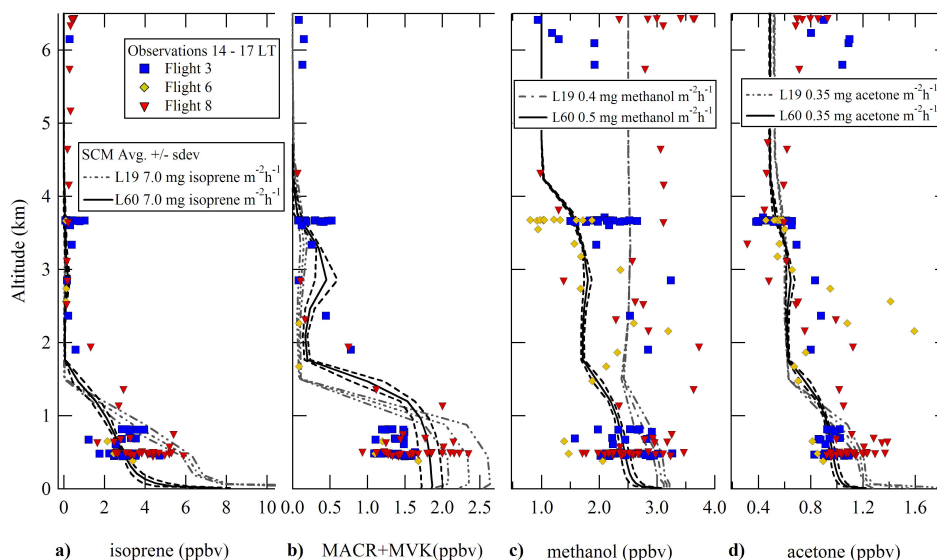 Observations 14 - 17 LT
Flight 3
Flight 6
Flight 8
SCM Avg. +/- sdev
L19 7.0 mg isoprene m⁻²h⁻¹
L60 7.0 mg isoprene m⁻²h⁻¹
L19 0.4 mg methanol m⁻²h⁻¹
L60 0.5 mg methanol m⁻²h⁻¹
L19 0.35 mg acetone m⁻²h⁻¹
L60 0.35 mg acetone m⁻²h⁻¹
Altitude (km)
6
5
4
3
2
1
0
0 2 4 6 8 10
0.0 0.5 1.0 1.5 2.0 2.5
1.0 2.0 3.0 4.0
0.4 0.8 1.2 1.6
a) isoprene (ppbv)
b) MACR+MVK(ppbv)
c) methanol (ppbv)
d) acetone (ppbv)